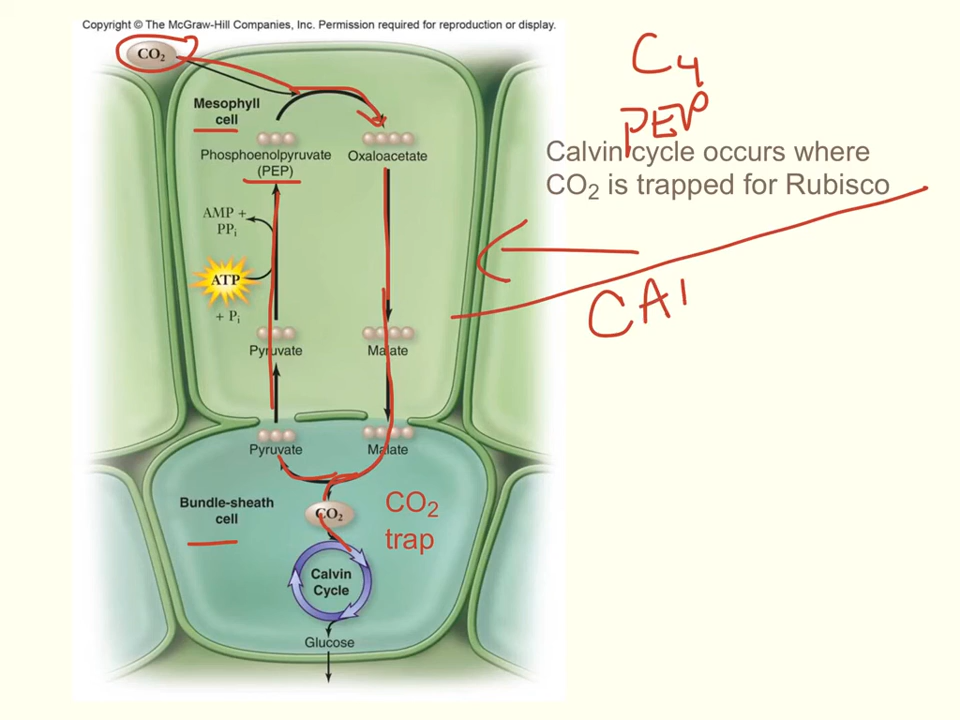 Copyright © The McGraw-Hill Companies, Inc. Permission required for reproduction or display.
CO₂
Mesophyll
cell
Phosphoenolpyruvate
(PEP)
Oxaloacetate
AMP +
PPᵢ
ATP
+ Pᵢ
Pyruvate
Malate
Pyruvate
Malate
Bundle-sheath
cell
CO₂
CO₂
trap
Calvin
Cycle
Glucose
C₄
PEP
Calvin cycle occurs where
CO₂ is trapped for Rubisco
CA